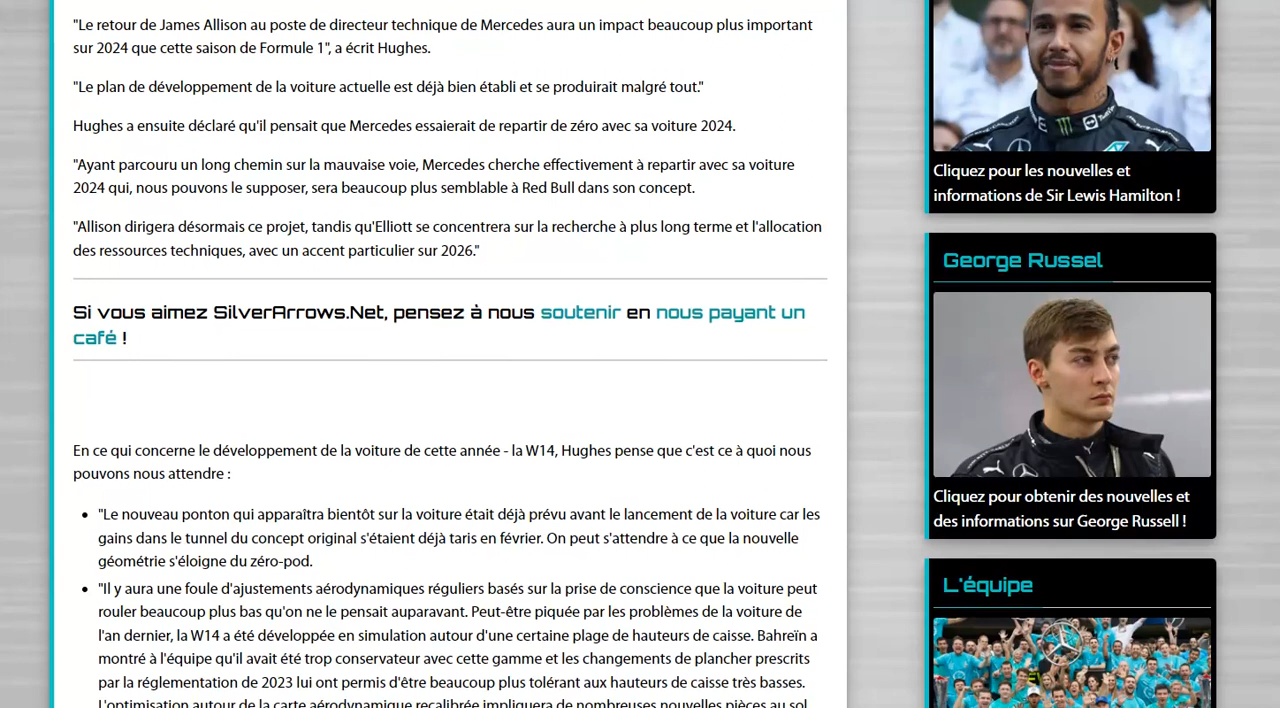 "Le retour de James Allison au poste de directeur technique de Mercedes aura un impact beaucoup plus important
sur 2024 que cette saison de Formule 1", a écrit Hughes.
"Le plan de développement de la voiture actuelle est déjà bien établi et se produirait malgré tout."
Hughes a ensuite déclaré qu'il pensait que Mercedes essaierait de repartir de zéro avec sa voiture 2024.
"Ayant parcouru un long chemin sur la mauvaise voie, Mercedes cherche effectivement à repartir avec sa voiture
2024 qui, nous pouvons le supposer, sera beaucoup plus semblable à Red Bull dans son concept.
"Allison dirigera désormais ce projet, tandis qu'Elliott se concentrera sur la recherche à plus long terme et l'allocation
des ressources techniques, avec un accent particulier sur 2026."
Si vous aimez SilverArrows.Net, pensez à nous soutenir en nous payant un
café !
En ce qui concerne le développement de la voiture de cette année - la W14, Hughes pense que c'est ce à quoi nous
pouvons nous attendre :
• "Le nouveau ponton qui apparaîtra bientôt sur la voiture était déjà prévu avant le lancement de la voiture car les
gains dans le tunnel du concept original s'étaient déjà taris en février. On peut s'attendre à ce que la nouvelle
géométrie s'éloigne du zéro-pod.
• "Il y aura une foule d'ajustements aérodynamiques réguliers basés sur la prise de conscience que la voiture peut
rouler beaucoup plus bas qu'on ne le pensait auparavant. Peut-être piquée par les problèmes de la voiture de
l'an dernier, la W14 a été développée en simulation autour d'une certaine plage de hauteurs de caisse. Bahreïn a
montré à l'équipe qu'il avait été trop conservateur avec cette gamme et les changements de plancher prescrits
par la réglementation de 2023 lui ont permis d'être beaucoup plus tolérant aux hauteurs de caisse très basses.
L'optimisation autour de la carte aérodynamique recalibrée impliquera de nombreuses nouvelles pièces au sol
Cliquez pour les nouvelles et
informations de Sir Lewis Hamilton !
George Russel
Cliquez pour obtenir des nouvelles et
des informations sur George Russell !
L'équipe